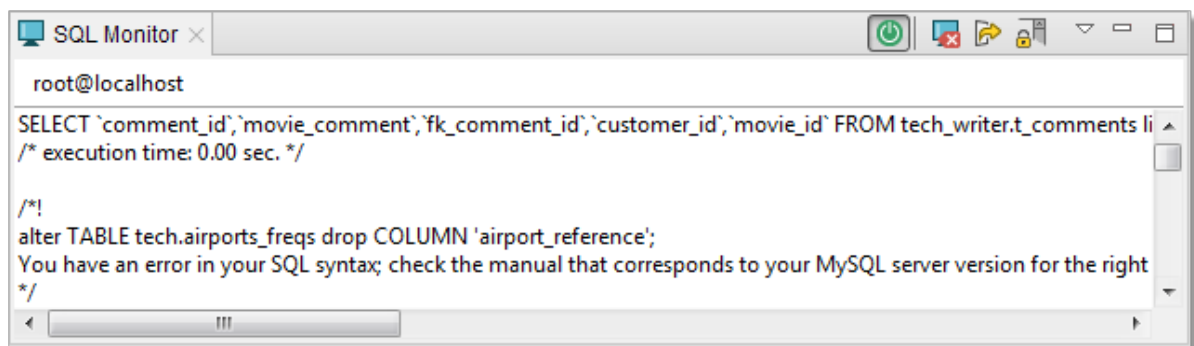 SQL Monitor
root@localhost
SELECT `comment_id`,`movie_comment`,`fk_comment_id`,`customer_id`,`movie_id` FROM tech_writer.t_comments li
/* execution time: 0.00 sec. */
/*!
alter TABLE tech.airports_freqs drop COLUMN 'airport_reference';
You have an error in your SQL syntax; check the manual that corresponds to your MySQL server version for the right
*/